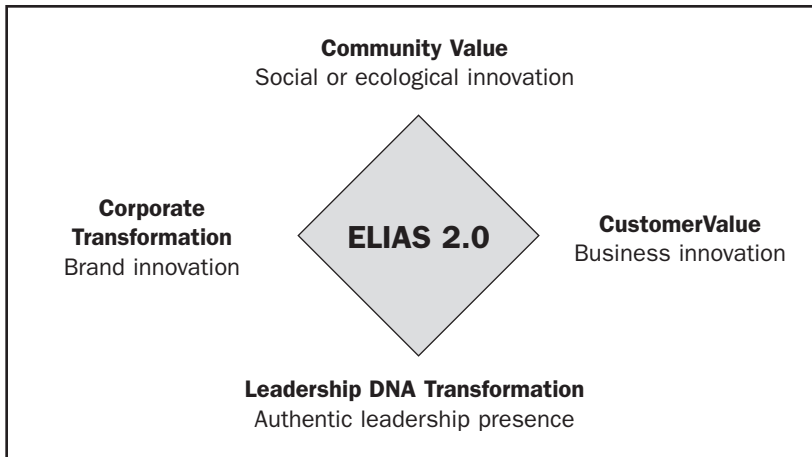 Community Value
Social or ecological innovation
Corporate
Transformation
Brand innovation
ELIAS 2.0
CustomerValue
Business innovation
Leadership DNA Transformation
Authentic leadership presence